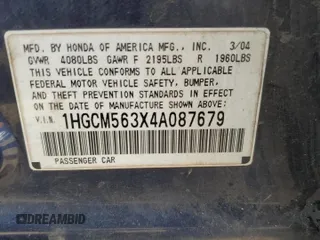 MFD. BY HONDA OF AMERICA MFG., INC. 3/04
GVWR 4080LBS GAWR F 2195LBS R 1960LBS
THIS VEHICLE CONFORMS TO ALL APPLICABLE
FEDERAL MOTOR VEHICLE SAFETY, BUMPER,
AND THEFT PREVENTION STANDARDS IN EFFECT
ON THE DATE OF MANUFACTURE SHOWN ABOVE.
V.I.N. 1HGCM563X4A087679
PASSENGER CAR
DREAMBID